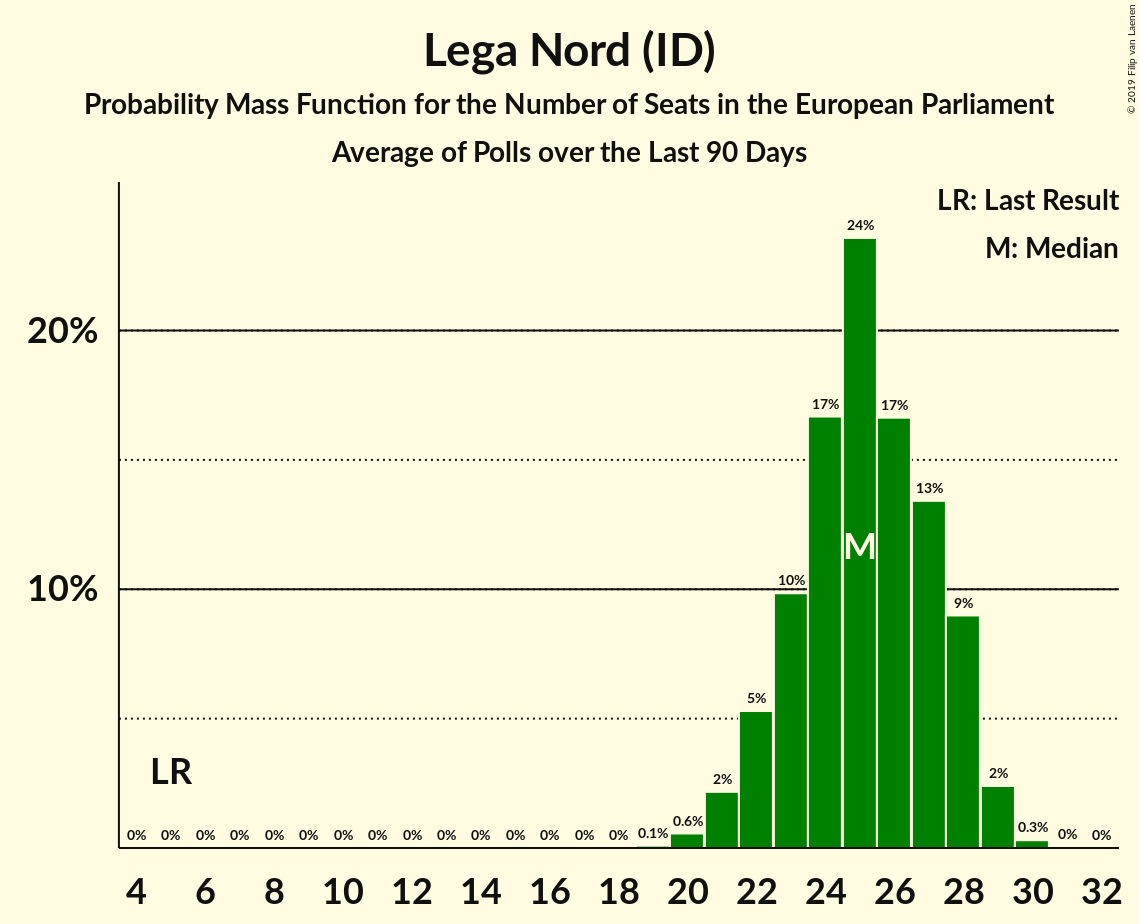 Lega Nord (ID)
Probability Mass Function for the Number of Seats in the European Parliament
Average of Polls over the Last 90 Days
© 2019 Filip van Laenen
LR: Last Result
M: Median
24%
20%
17% 17%
13%
M
10%
10%
9%
5%
LR
2% 2%
0% 0% 0% 0% 0% 0% 0% 0% 0% 0% 0% 0% 0% 0% 0% 0.1% 0.6% 0.3% 0% 0%
4 6 8 10 12 14 16 18 20 22 24 26 28 30 32